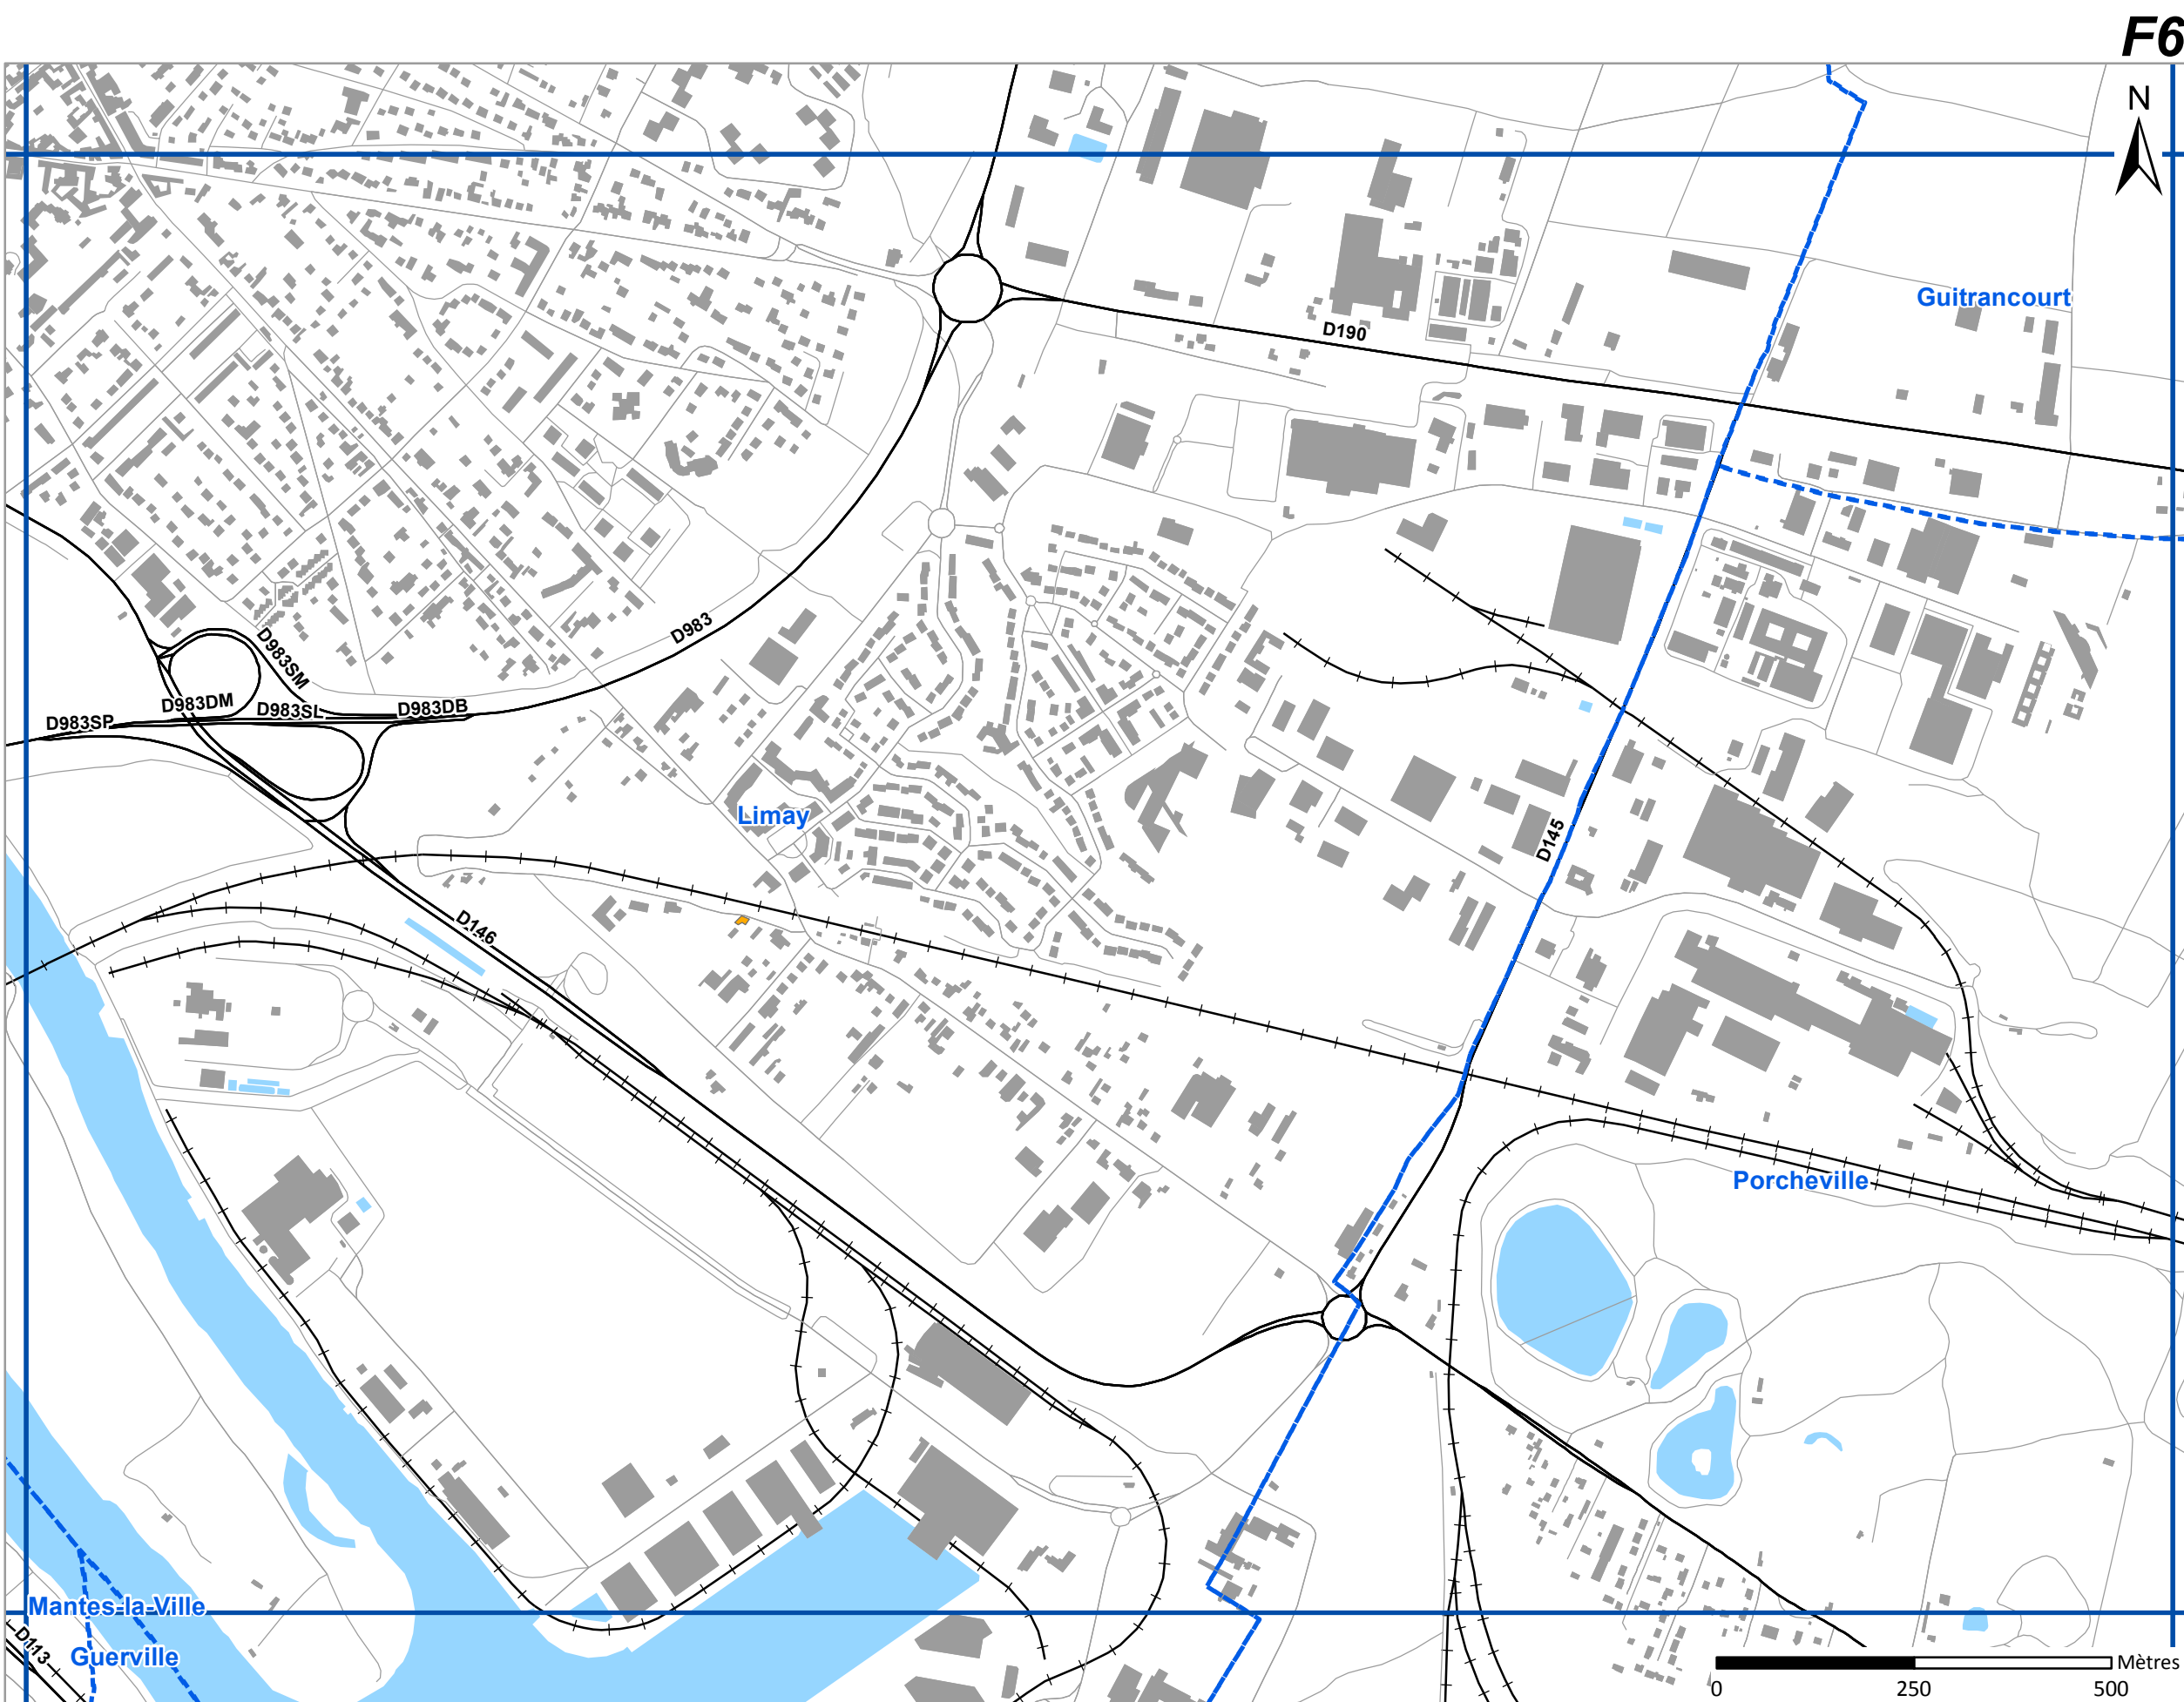 F6
N
Guitrancourt
D190
D983
D983SM
D983DM
D983SL
D983DB
D983SP
Limay
D145
D146
Porcheville
Mantes-la-Ville
D113
Guerville
Mètres
0 250 500